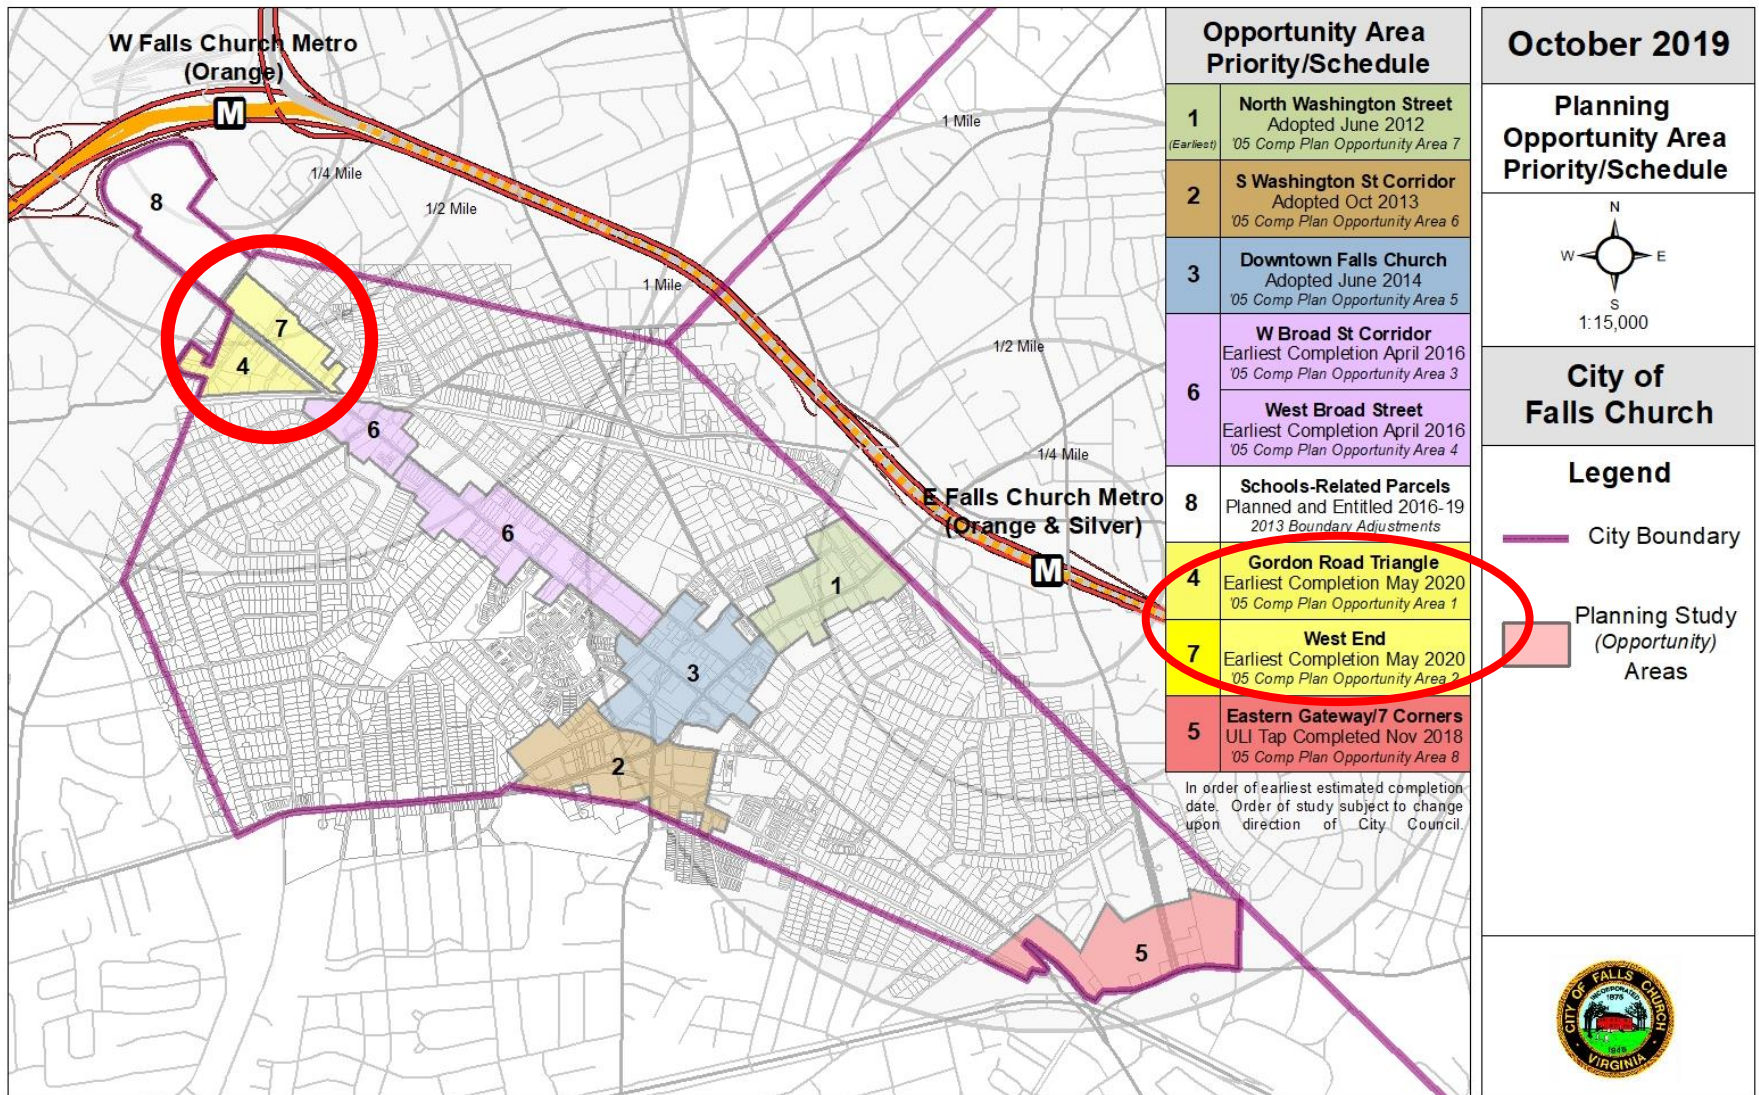 W Falls Church Metro
(Orange)
M
1 Mile
1/4 Mile
8
1/2 Mile
1 Mile
7
1/2 Mile
4
6
1/4 Mile
E Falls Church Metro
(Orange & Silver)
6
M
1
3
2
5
Opportunity Area
Priority/Schedule
1
(Earliest)
North Washington Street
Adopted June 2012
'05 Comp Plan Opportunity Area 7
2
S Washington St Corridor
Adopted Oct 2013
'05 Comp Plan Opportunity Area 6
3
Downtown Falls Church
Adopted June 2014
'05 Comp Plan Opportunity Area 5
6
W Broad St Corridor
Earliest Completion April 2016
'05 Comp Plan Opportunity Area 3
West Broad Street
Earliest Completion April 2016
'05 Comp Plan Opportunity Area 4
8
Schools-Related Parcels
Planned and Entitled 2016-19
2013 Boundary Adjustments
4
Gordon Road Triangle
Earliest Completion May 2020
'05 Comp Plan Opportunity Area 1
7
West End
Earliest Completion May 2020
'05 Comp Plan Opportunity Area 2
5
Eastern Gateway/7 Corners
ULI Tap Completed Nov 2018
'05 Comp Plan Opportunity Area 8
In order of earliest estimated completion
date. Order of study subject to change
upon direction of City Council.
October 2019
Planning
Opportunity Area
Priority/Schedule
N
W E
S
1:15,000
City of
Falls Church
Legend
City Boundary
Planning Study
(Opportunity)
Areas
CITY OF FALLS CHURCH
INCORPORATED
1875
1948
VIRGINIA